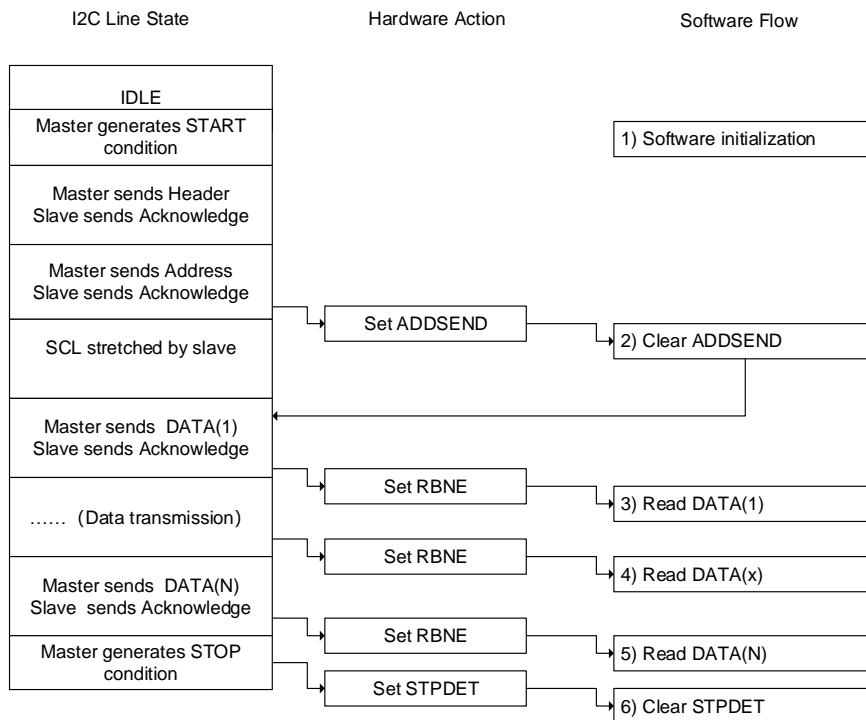 I2C Line State
Hardware Action
Software Flow
IDLE
Master generates START
condition
1) Software initialization
Master sends Header
Slave sends Acknowledge
Master sends Address
Slave sends Acknowledge
Set ADDSEND
2) Clear ADDSEND
SCL stretched by slave
Master sends DATA(1)
Slave sends Acknowledge
Set RBNE
3) Read DATA(1)
…… (Data transmission)
Set RBNE
4) Read DATA(x)
Master sends DATA(N)
Slave sends Acknowledge
Set RBNE
5) Read DATA(N)
Master generates STOP
condition
Set STPDET
6) Clear STPDET